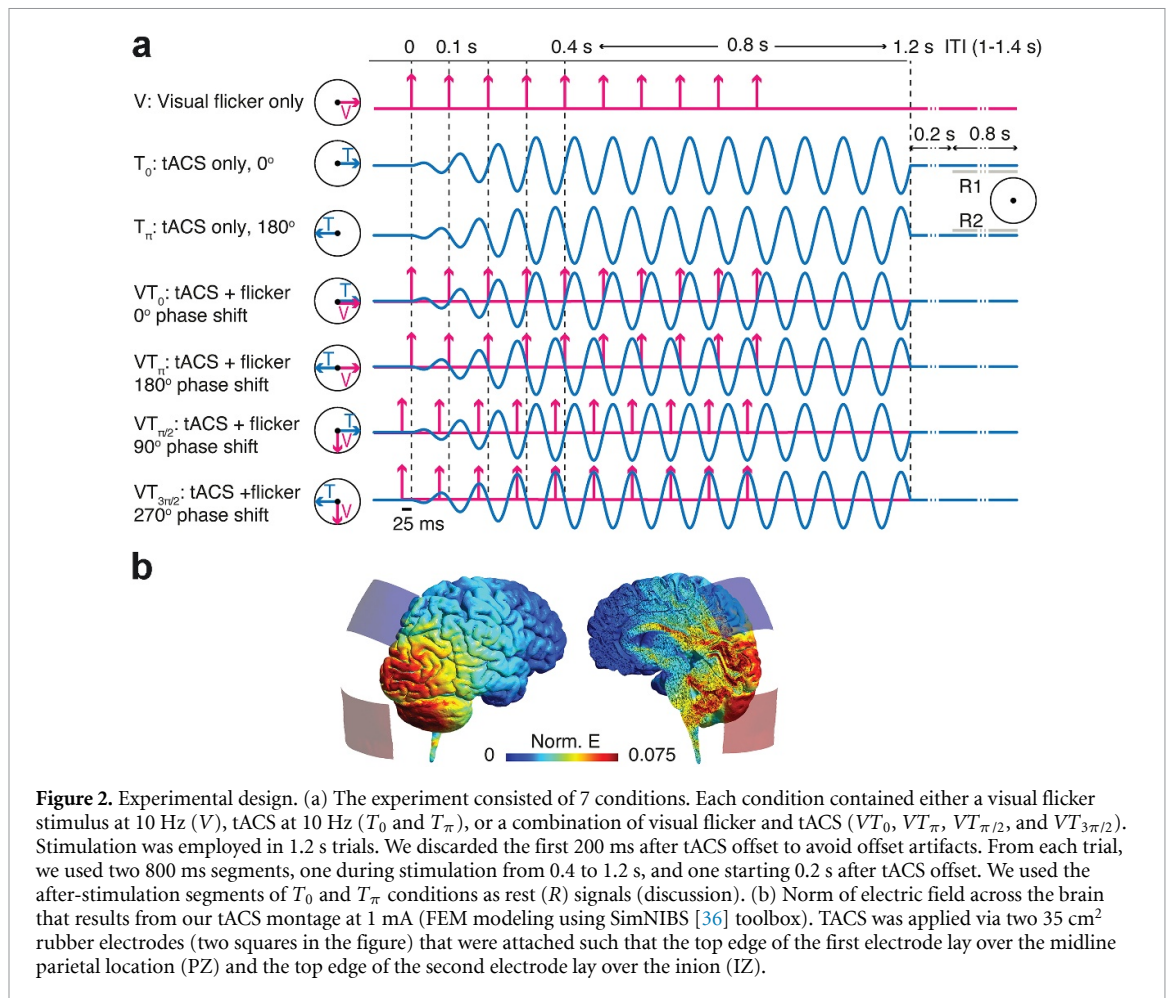 a
0 0.1 s 0.4 s 0.8 s 1.2 s ITI (1-1.4 s)
V: Visual flicker only
V
0.2 s 0.8 s
T₀: tACS only, 0º
T
R1
Tπ: tACS only, 180º
T
R2
VT₀: tACS + flicker
0º phase shift
T
V
VTπ: tACS + flicker
180º phase shift
T
V
VTπ/2: tACS + flicker
90º phase shift
T
V
VT3π/2: tACS +flicker
270º phase shift
T
V
25 ms
b
Norm. E
0 0.075
Figure 2. Experimental design. (a) The experiment consisted of 7 conditions. Each condition contained either a visual flicker
stimulus at 10 Hz (V), tACS at 10 Hz (T₀ and Tπ), or a combination of visual flicker and tACS (VT₀, VTπ, VTπ/2, and VT3π/2).
Stimulation was employed in 1.2 s trials. We discarded the first 200 ms after tACS offset to avoid offset artifacts. From each trial,
we used two 800 ms segments, one during stimulation from 0.4 to 1.2 s, and one starting 0.2 s after tACS offset. We used the
after-stimulation segments of T₀ and Tπ conditions as rest (R) signals (discussion). (b) Norm of electric field across the brain
that results from our tACS montage at 1 mA (FEM modeling using SimNIBS [36] toolbox). TACS was applied via two 35 cm²
rubber electrodes (two squares in the figure) that were attached such that the top edge of the first electrode lay over the midline
parietal location (PZ) and the top edge of the second electrode lay over the inion (IZ).